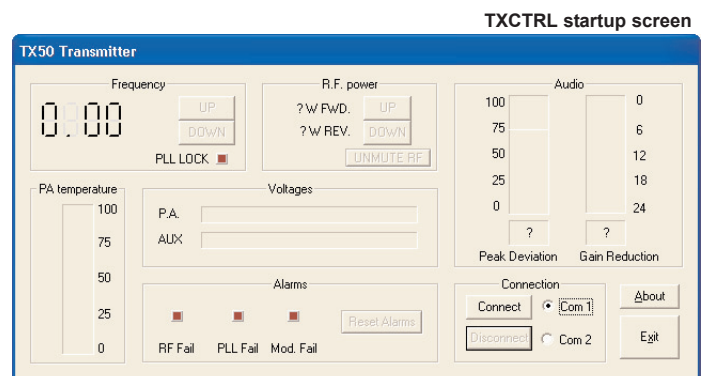 TXCTRL startup screen
TX50 Transmitter
Frequency
0.00
UP
DOWN
PLL LOCK
R.F. power
? W FWD.
UP
? W REV.
DOWN
UNMUTE RF
Audio
100
75
50
25
0
0
6
12
18
24
?
?
Peak Deviation
Gain Reduction
PA temperature
100
75
50
25
0
Voltages
P.A.
AUX
Alarms
RF Fail
PLL Fail
Mod. Fail
Reset Alarms
Connection
Connect
Com 1
Disconnect
Com 2
About
Exit